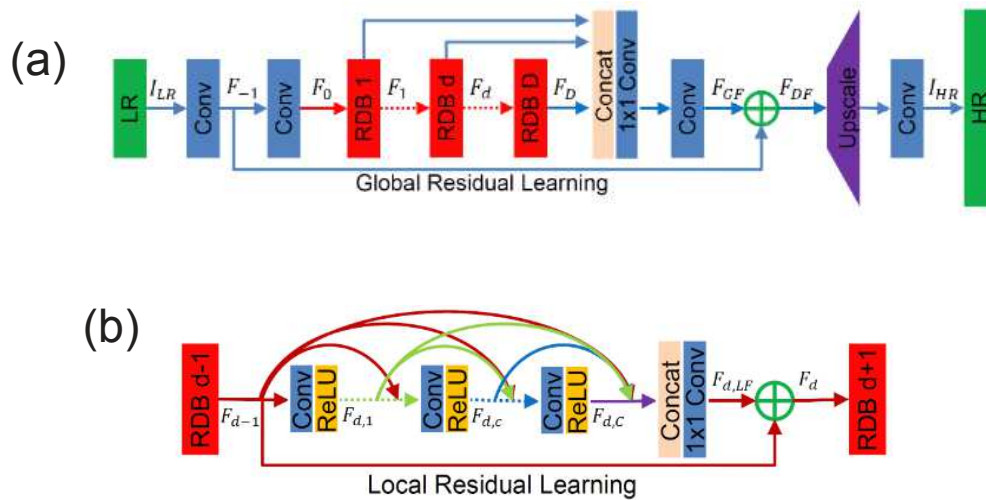 (a)
LR
I_LR
Conv
F_−1
Conv
F_0
RDB 1
F_1
RDB d
F_d
RDB D
F_D
Concat
1x1 Conv
Conv
F_GF
F_DF
Upscale
Conv
I_HR
HR
Global Residual Learning
(b)
RDB d-1
F_d−1
Conv
ReLU
F_d,1
Conv
ReLU
F_d,c
Conv
ReLU
F_d,C
Concat
1x1 Conv
F_d,LF
F_d
RDB d+1
Local Residual Learning